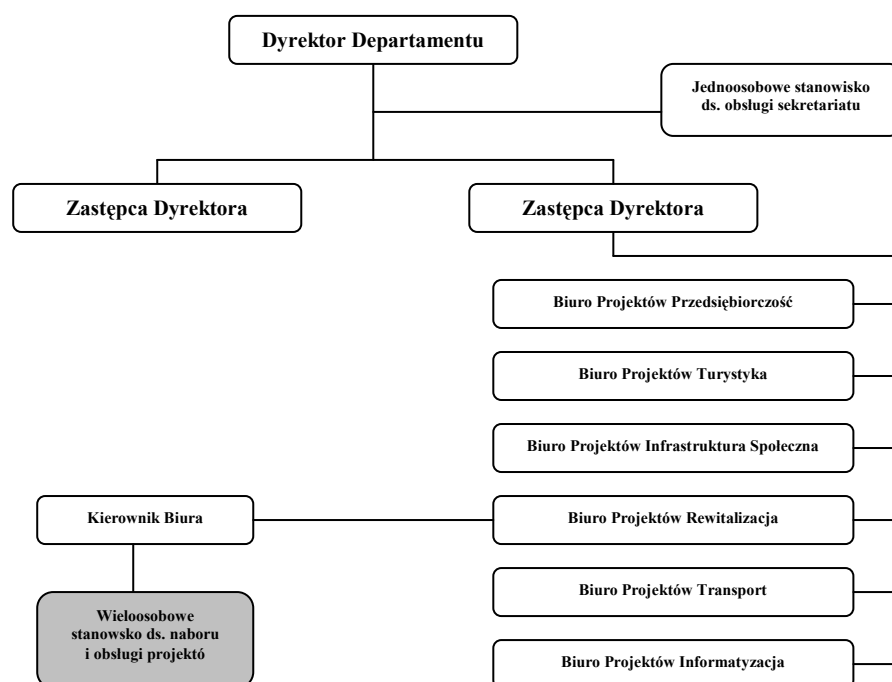 Dyrektor Departamentu
Jednoosobowe stanowisko
ds. obsługi sekretariatu
Zastępca Dyrektora
Zastępca Dyrektora
Biuro Projektów Przedsiębiorczość
Biuro Projektów Turystyka
Biuro Projektów Infrastruktura Społeczna
Kierownik Biura
Biuro Projektów Rewitalizacja
Wieloosobowe
stanowsko ds. naboru
i obsługi projektó
Biuro Projektów Transport
Biuro Projektów Informatyzacja